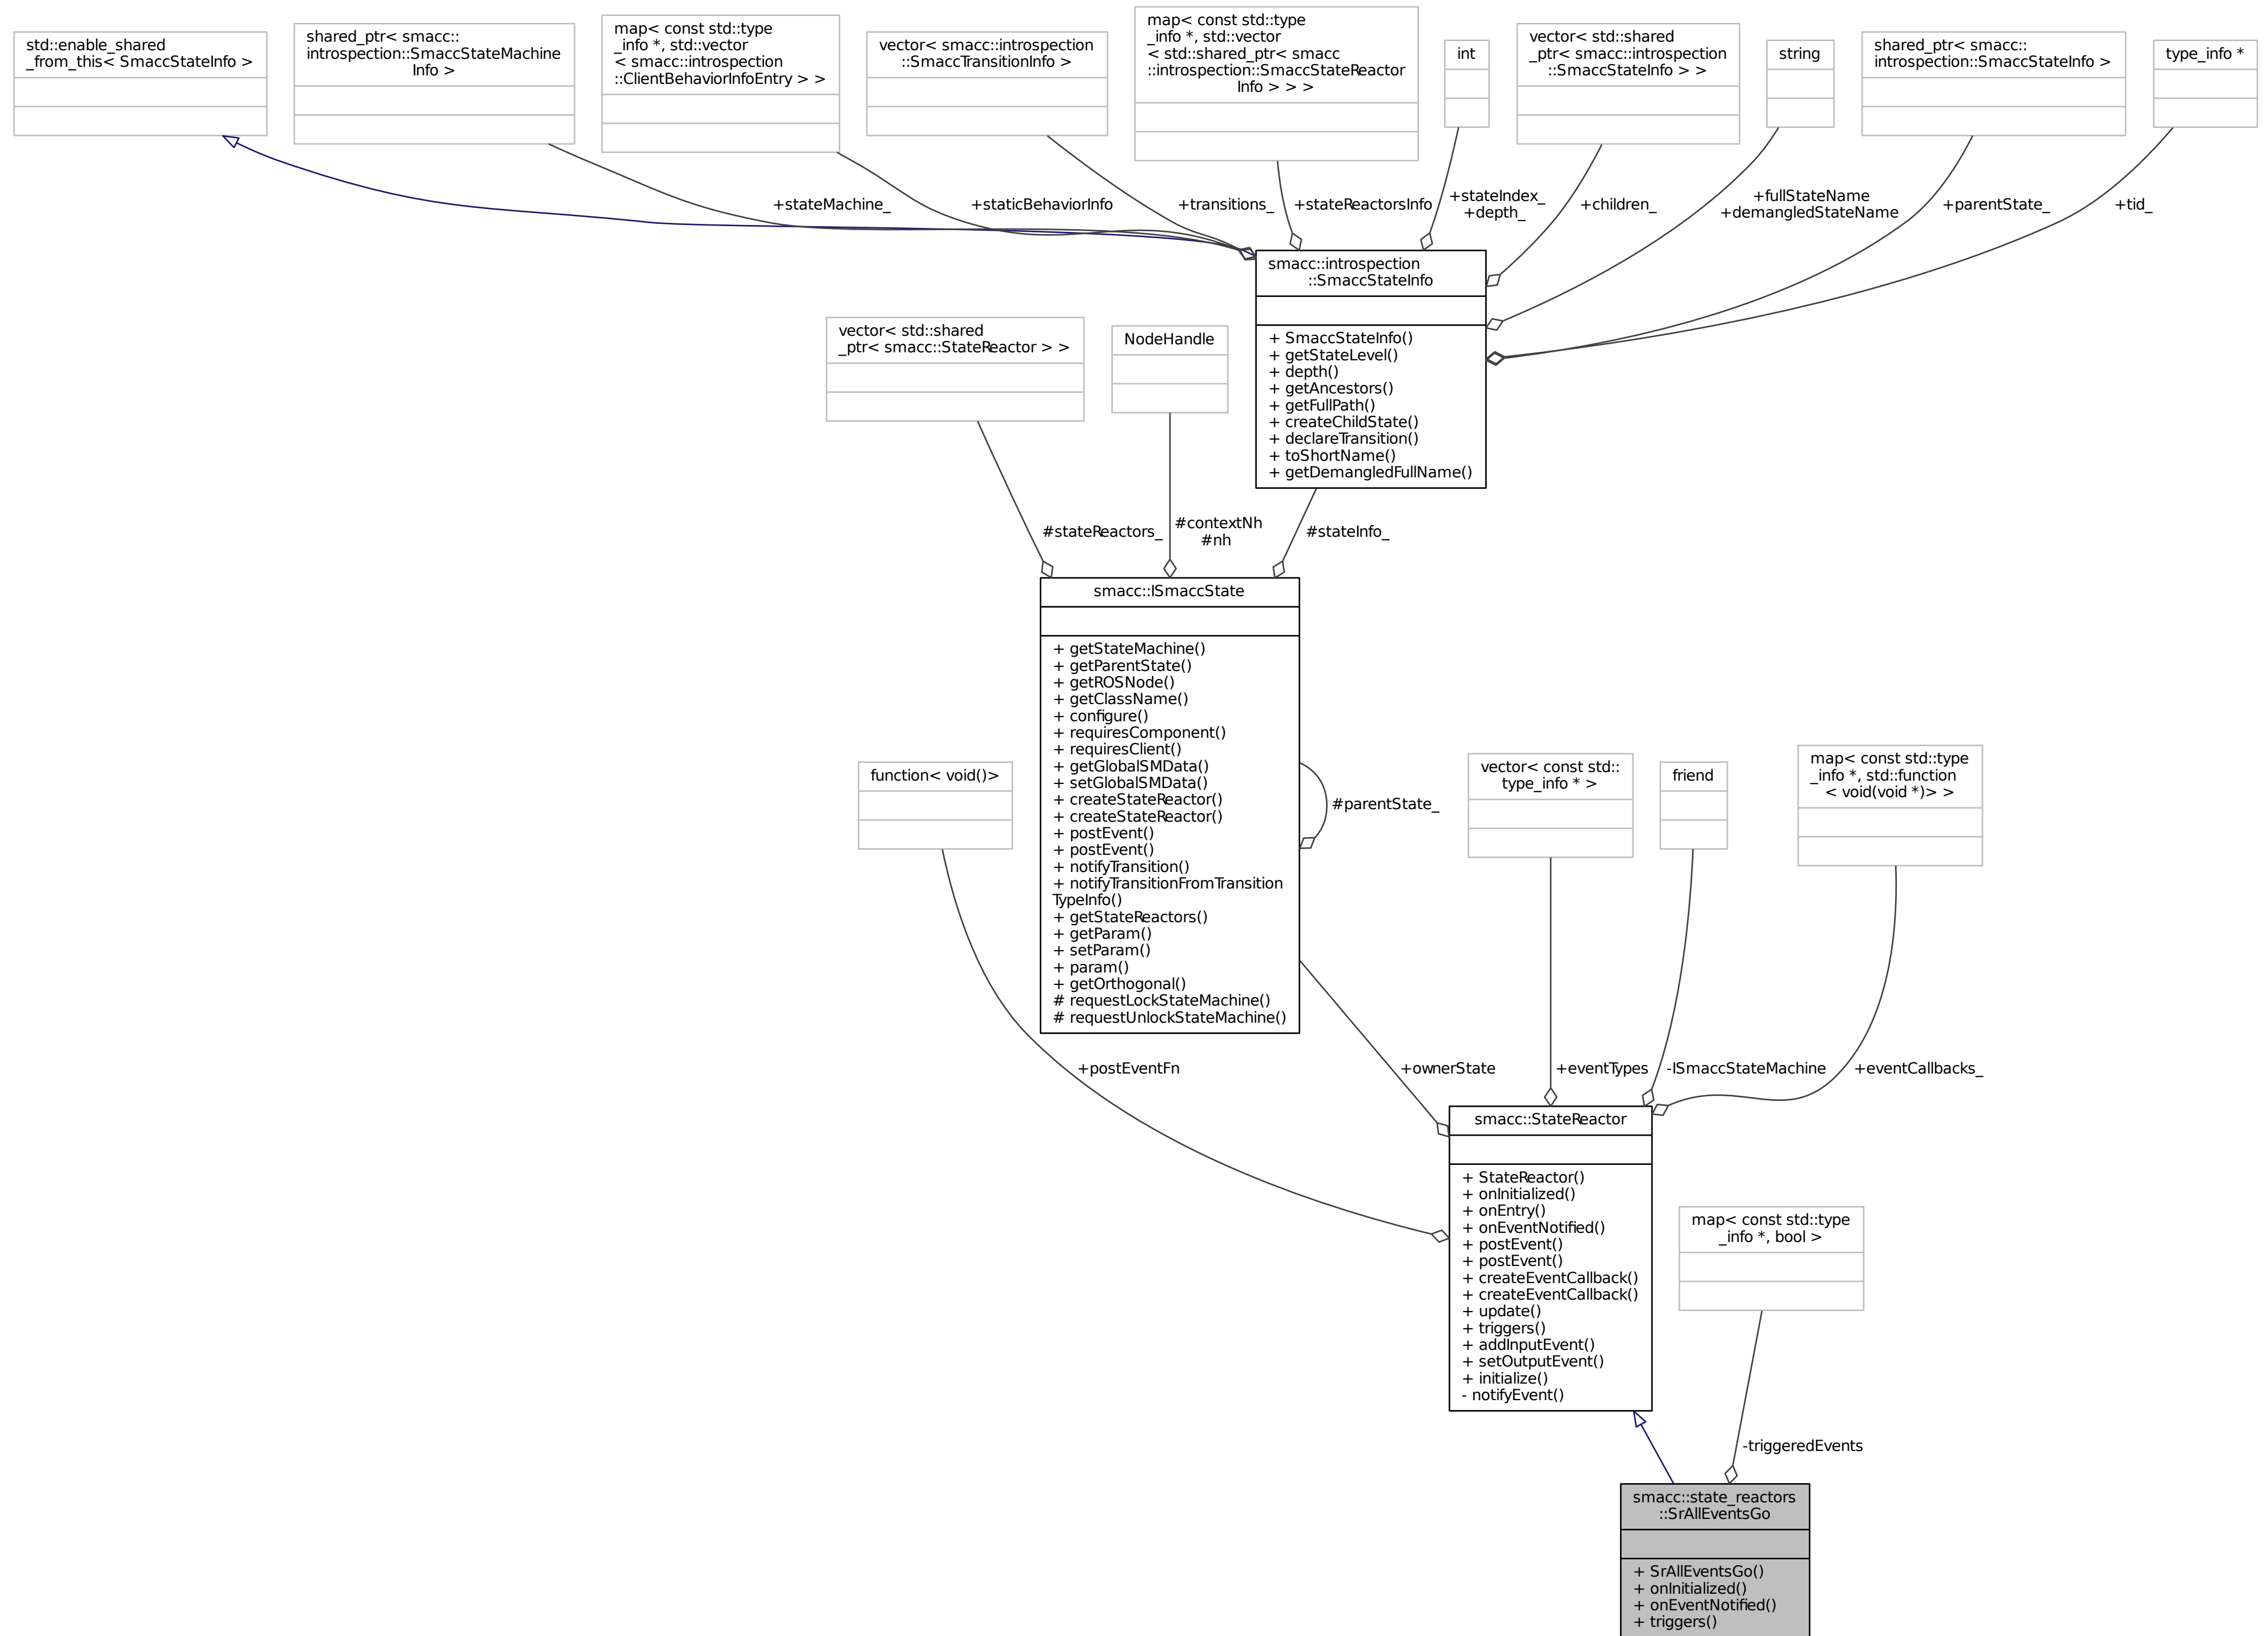 std::enable_shared
_from_this< SmaccStateInfo >
shared_ptr< smacc::
introspection::SmaccStateMachine
Info >
map< const std::type
_info *, std::vector
< smacc::introspection
::ClientBehaviorInfoEntry > >
vector< smacc::introspection
::SmaccTransitionInfo >
map< const std::type
_info *, std::vector
< std::shared_ptr< smacc
::introspection::SmaccStateReactor
Info > > >
int
vector< std::shared
_ptr< smacc::introspection
::SmaccStateInfo > >
string
shared_ptr< smacc::
introspection::SmaccStateInfo >
type_info *
+stateMachine_
+staticBehaviorInfo
+transitions_
+stateReactorsInfo
+stateIndex_
+depth_
+children_
+fullStateName
+demangledStateName
+parentState_
+tid_
smacc::introspection
::SmaccStateInfo
+ SmaccStateInfo()
+ getStateLevel()
+ depth()
+ getAncestors()
+ getFullPath()
+ createChildState()
+ declareTransition()
+ toShortName()
+ getDemangledFullName()
vector< std::shared
_ptr< smacc::StateReactor > >
NodeHandle
#stateReactors_
#contextNh
#nh
#stateInfo_
smacc::ISmaccState
+ getStateMachine()
+ getParentState()
+ getROSNode()
+ getClassName()
+ configure()
+ requiresComponent()
+ requiresClient()
+ getGlobalSMData()
+ setGlobalSMData()
+ createStateReactor()
+ createStateReactor()
+ postEvent()
+ postEvent()
+ notifyTransition()
+ notifyTransitionFromTransition
TypeInfo()
+ getStateReactors()
+ getParam()
+ setParam()
+ param()
+ getOrthogonal()
# requestLockStateMachine()
# requestUnlockStateMachine()
#parentState_
function< void()>
vector< const std::
type_info * >
friend
map< const std::type
_info *, std::function
< void(void *)> >
+postEventFn
+ownerState
+eventTypes
-ISmaccStateMachine
+eventCallbacks_
smacc::StateReactor
+ StateReactor()
+ onInitialized()
+ onEntry()
+ onEventNotified()
+ postEvent()
+ postEvent()
+ createEventCallback()
+ createEventCallback()
+ update()
+ triggers()
+ addInputEvent()
+ setOutputEvent()
+ initialize()
- notifyEvent()
map< const std::type
_info *, bool >
-triggeredEvents
smacc::state_reactors
::SrAllEventsGo
+ SrAllEventsGo()
+ onInitialized()
+ onEventNotified()
+ triggers()